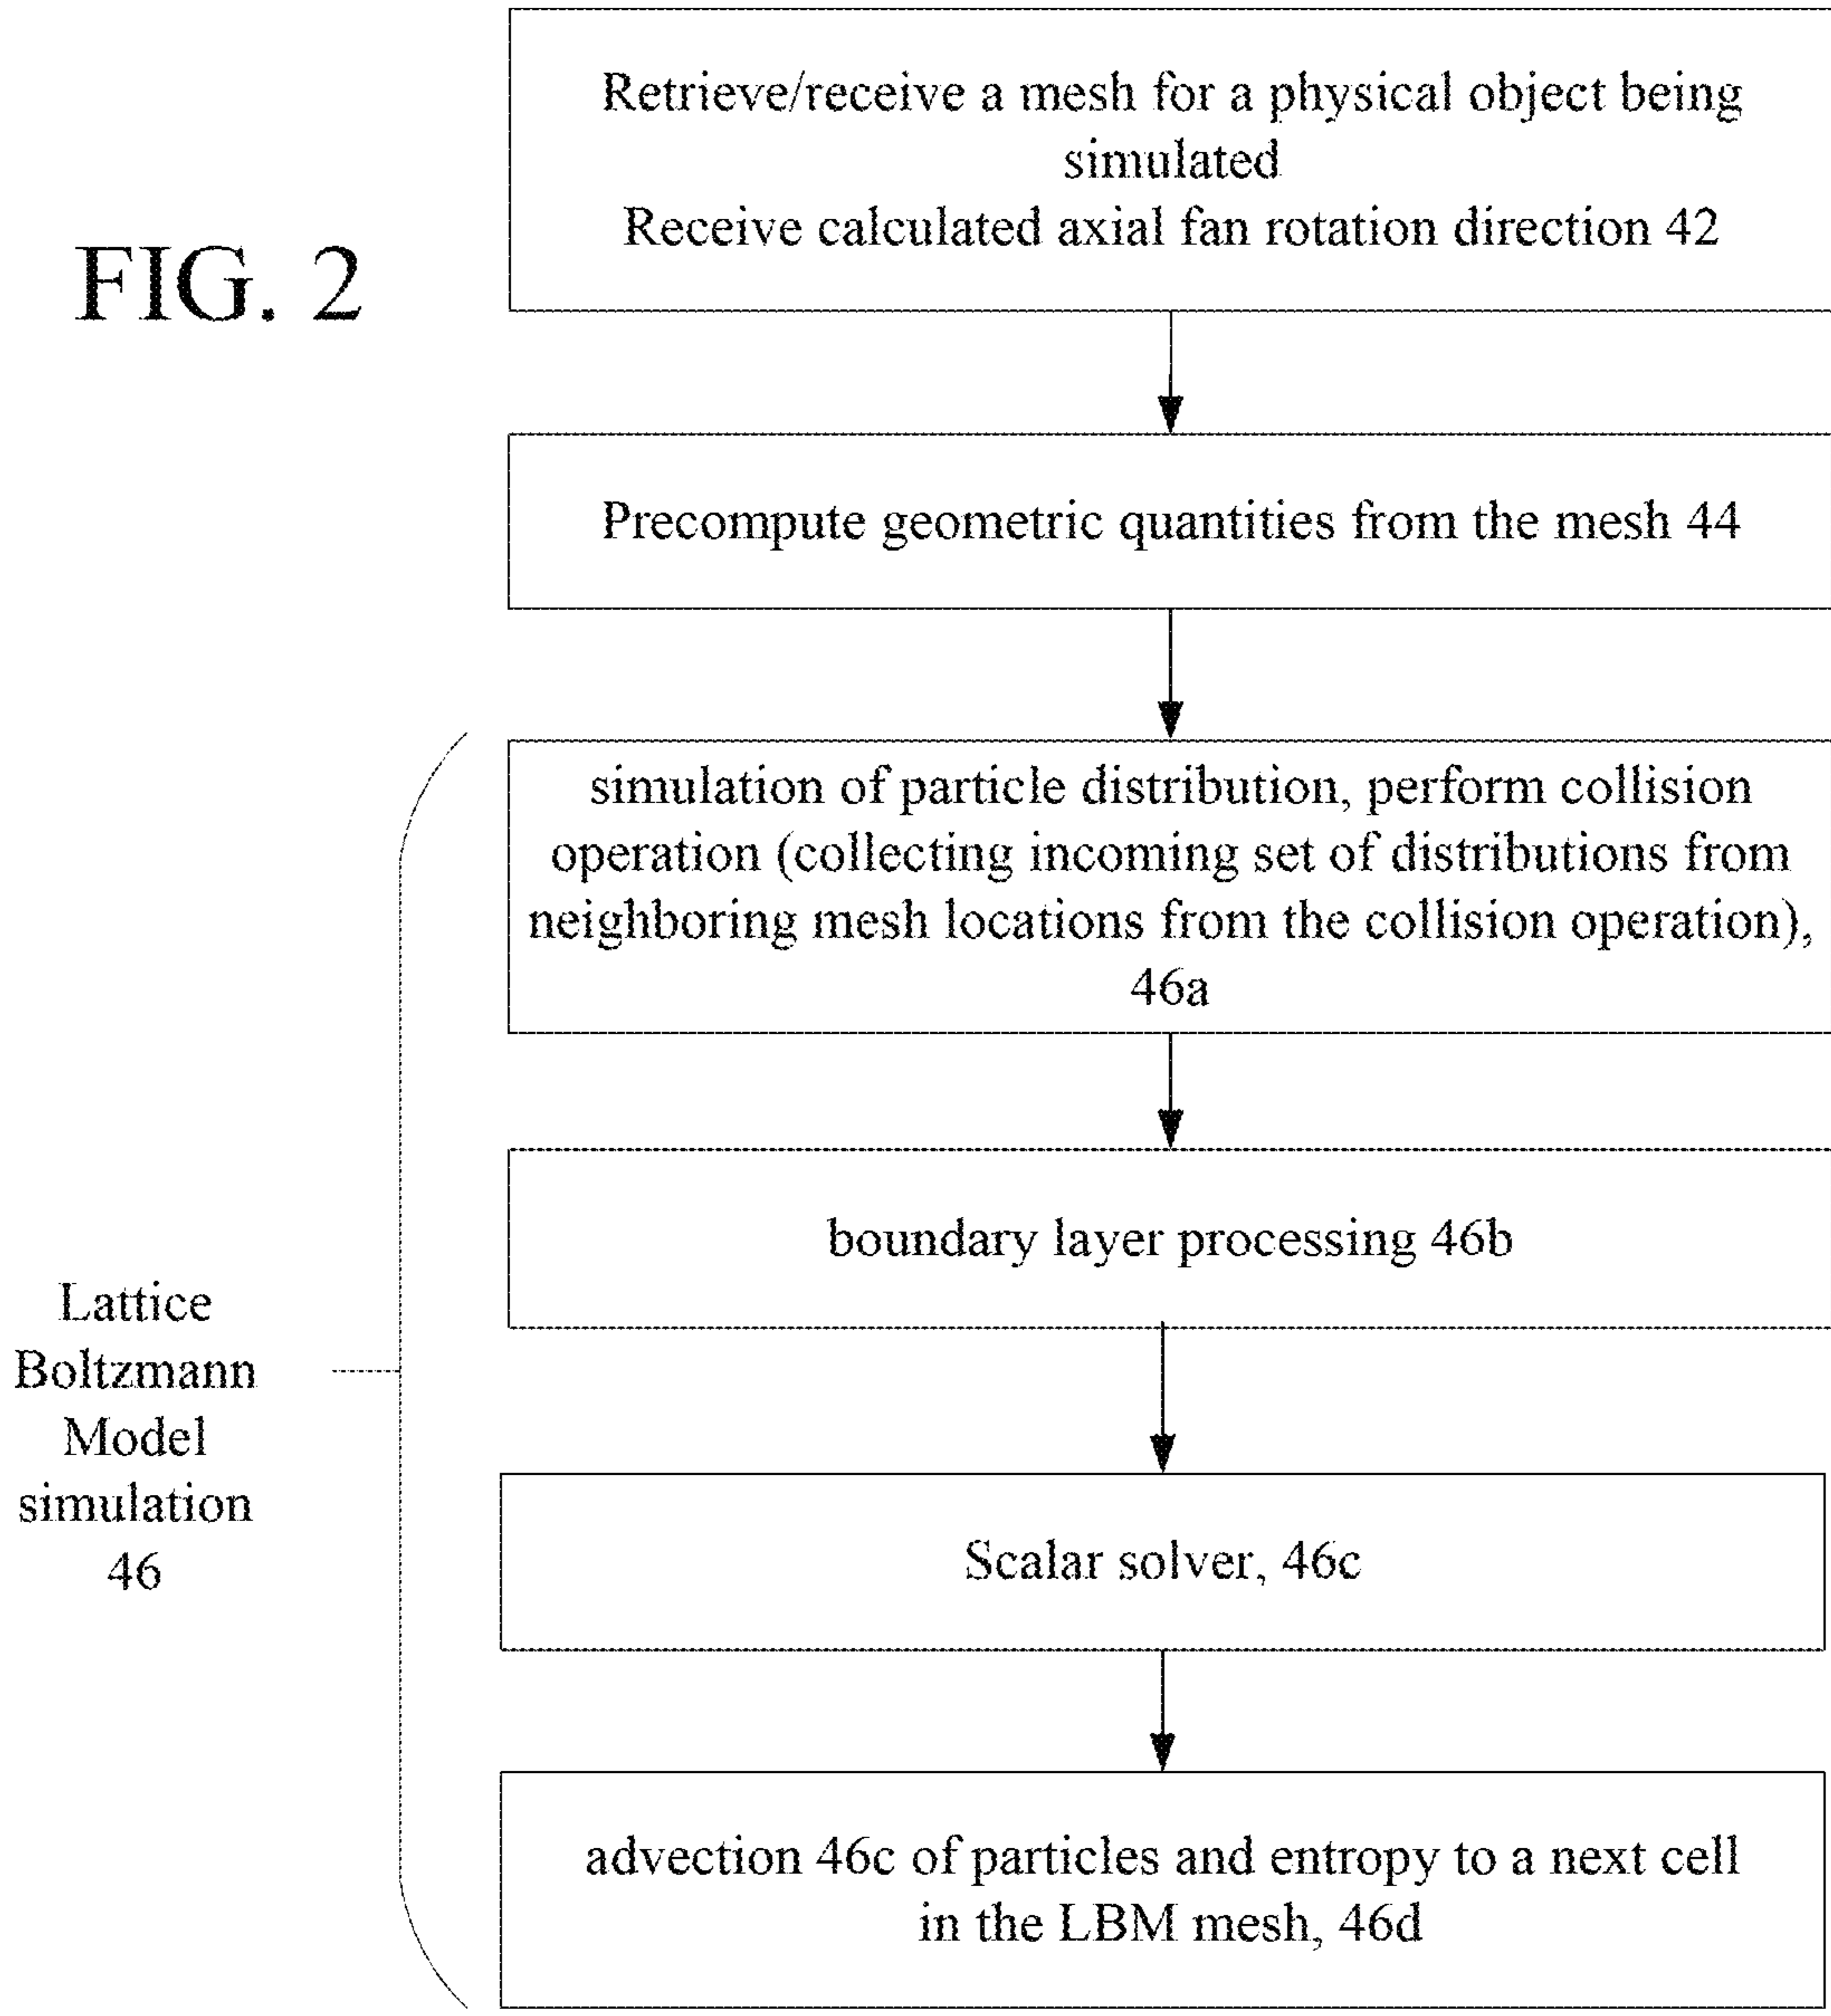 FIG. 2
Retrieve/receive a mesh for a physical object being
simulated
Receive calculated axial fan rotation direction 42
Precompute geometric quantities from the mesh 44
simulation of particle distribution, perform collision
operation (collecting incoming set of distributions from
neighboring mesh locations from the collision operation),
46a
boundary layer processing 46b
Lattice
Boltzmann
Model
simulation
46
Scalar solver, 46c
advection 46c of particles and entropy to a next cell
in the LBM mesh, 46d